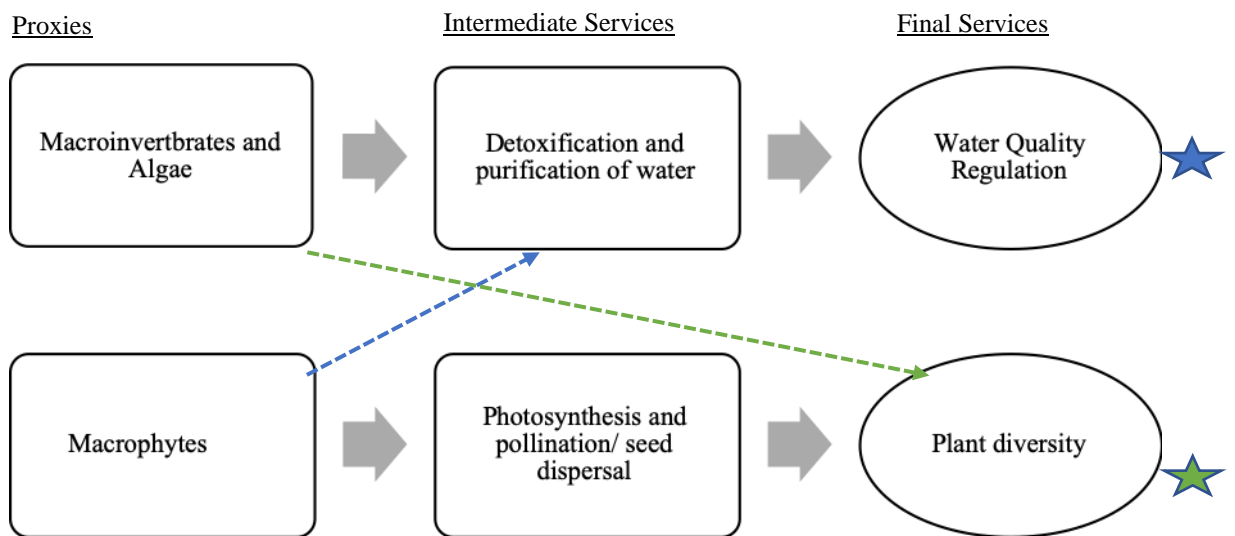 Proxies
Intermediate Services
Final Services
Macroinvertbrates and
Algae
Detoxification and
purification of water
Water Quality
Regulation
Macrophytes
Photosynthesis and
pollination/ seed
dispersal
Plant diversity